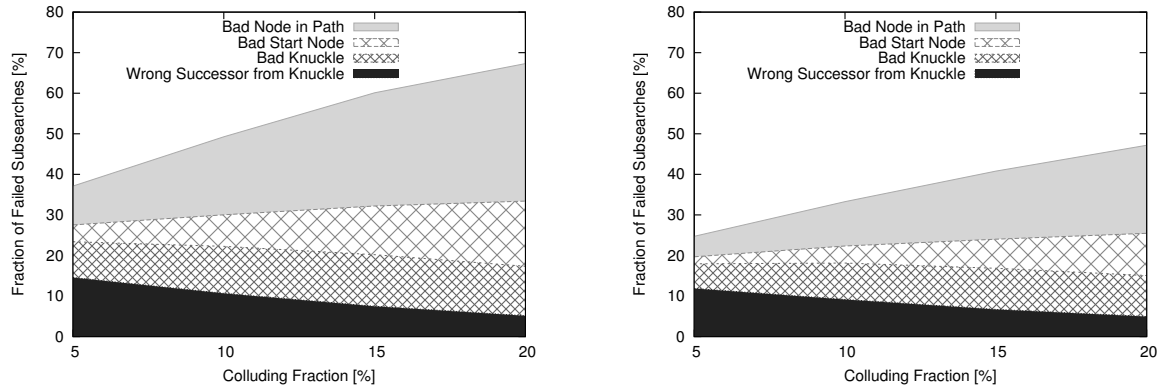 Fraction of Failed Subsearches [%]
80
70
60
50
40
30
20
10
0
Bad Node in Path
Bad Start Node
Bad Knuckle
Wrong Successor from Knuckle
5
10
15
20
Colluding Fraction [%]
Fraction of Failed Subsearches [%]
80
70
60
50
40
30
20
10
0
Bad Node in Path
Bad Start Node
Bad Knuckle
Wrong Successor from Knuckle
5
10
15
20
Colluding Fraction [%]